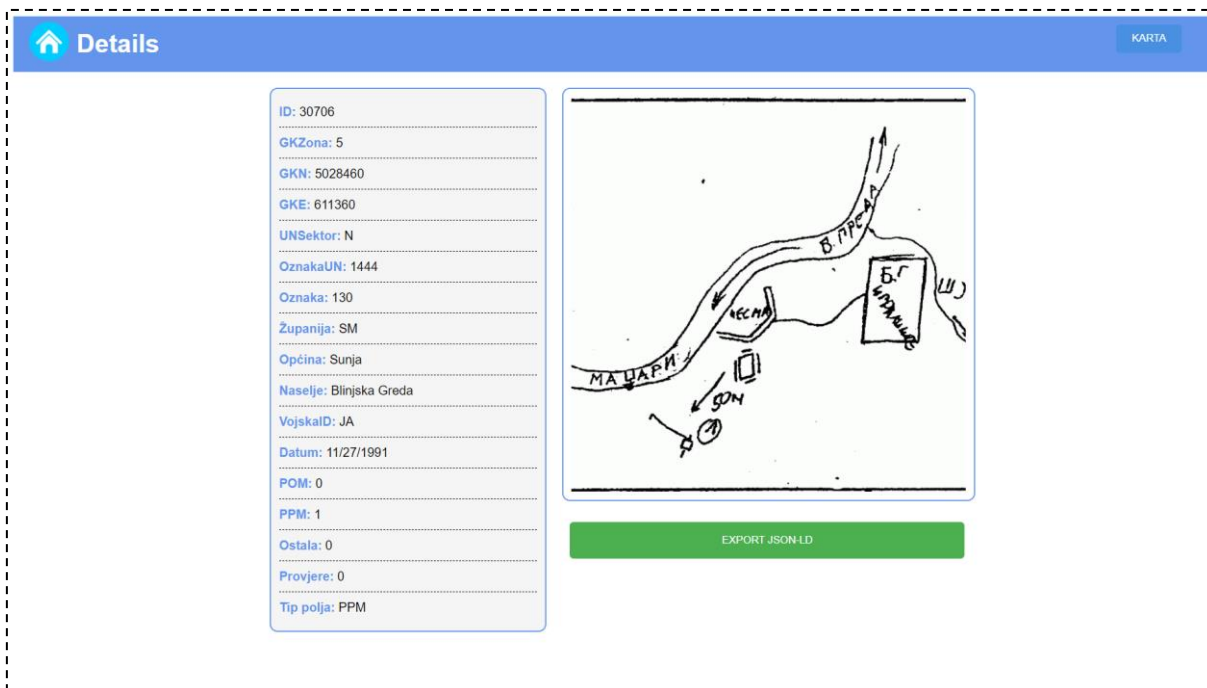 Details
KARTA
ID: 30706
GKZona: 5
GKN: 5028460
GKE: 611360
UNSektor: N
OznakaUN: 1444
Oznaka: 130
Županija: SM
Općina: Sunja
Naselje: Blinjska Greda
VojskaID: JA
Datum: 11/27/1991
POM: 0
PPM: 1
Ostala: 0
Provjere: 0
Tip polja: PPM
Б.Г
50м
1
EXPORT JSON-LD